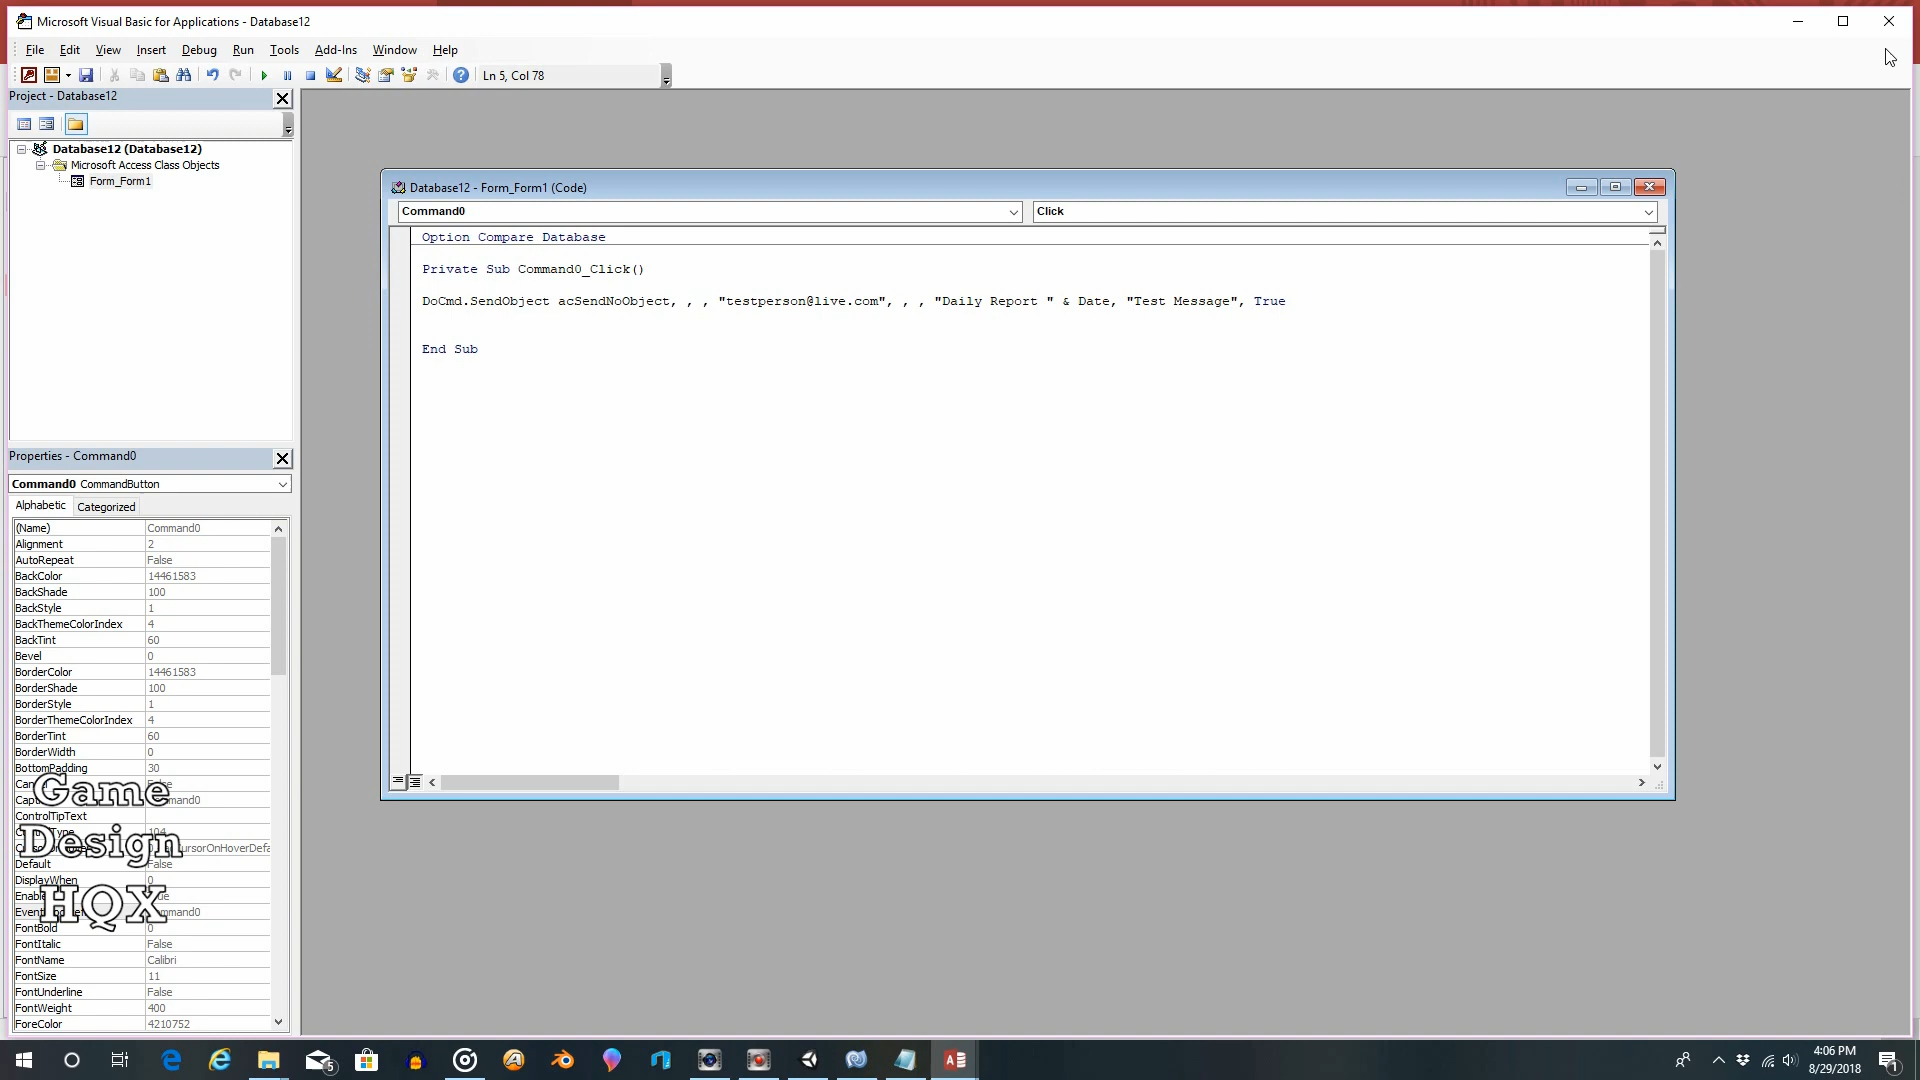 Microsoft Visual Basic for Applications - Database12
File Edit View Insert Debug Run Tools Add-Ins Window Help
Ln 5, Col 78
Project - Database12
Database12 (Database12)
Microsoft Access Class Objects
Form_Form1
Database12 - Form_Form1 (Code)
Command0 Click
Option Compare Database
Private Sub Command0_Click()
DoCmd.SendObject acSendNoObject, , , "testperson@live.com", , , "Daily Report " & Date, "Test Message", True
End Sub
Properties - Command0
Command0 CommandButton
Alphabetic Categorized
(Name) Command0
Alignment 2
AutoRepeat False
BackColor 14461583
BackShade 100
BackStyle 1
BackThemeColorIndex 4
BackTint 60
Bevel 0
BorderColor 14461583
BorderShade 100
BorderStyle 1
BorderThemeColorIndex 4
BorderTint 60
BorderWidth 0
BottomPadding 30
ControlTipText
Default False
DisplayWhen 0
FontBold 0
FontItalic False
FontName Calibri
FontSize 11
FontUnderline False
FontWeight 400
ForeColor 4210752
Game
Design
HQX
5
4:06 PM
8/29/2018
1